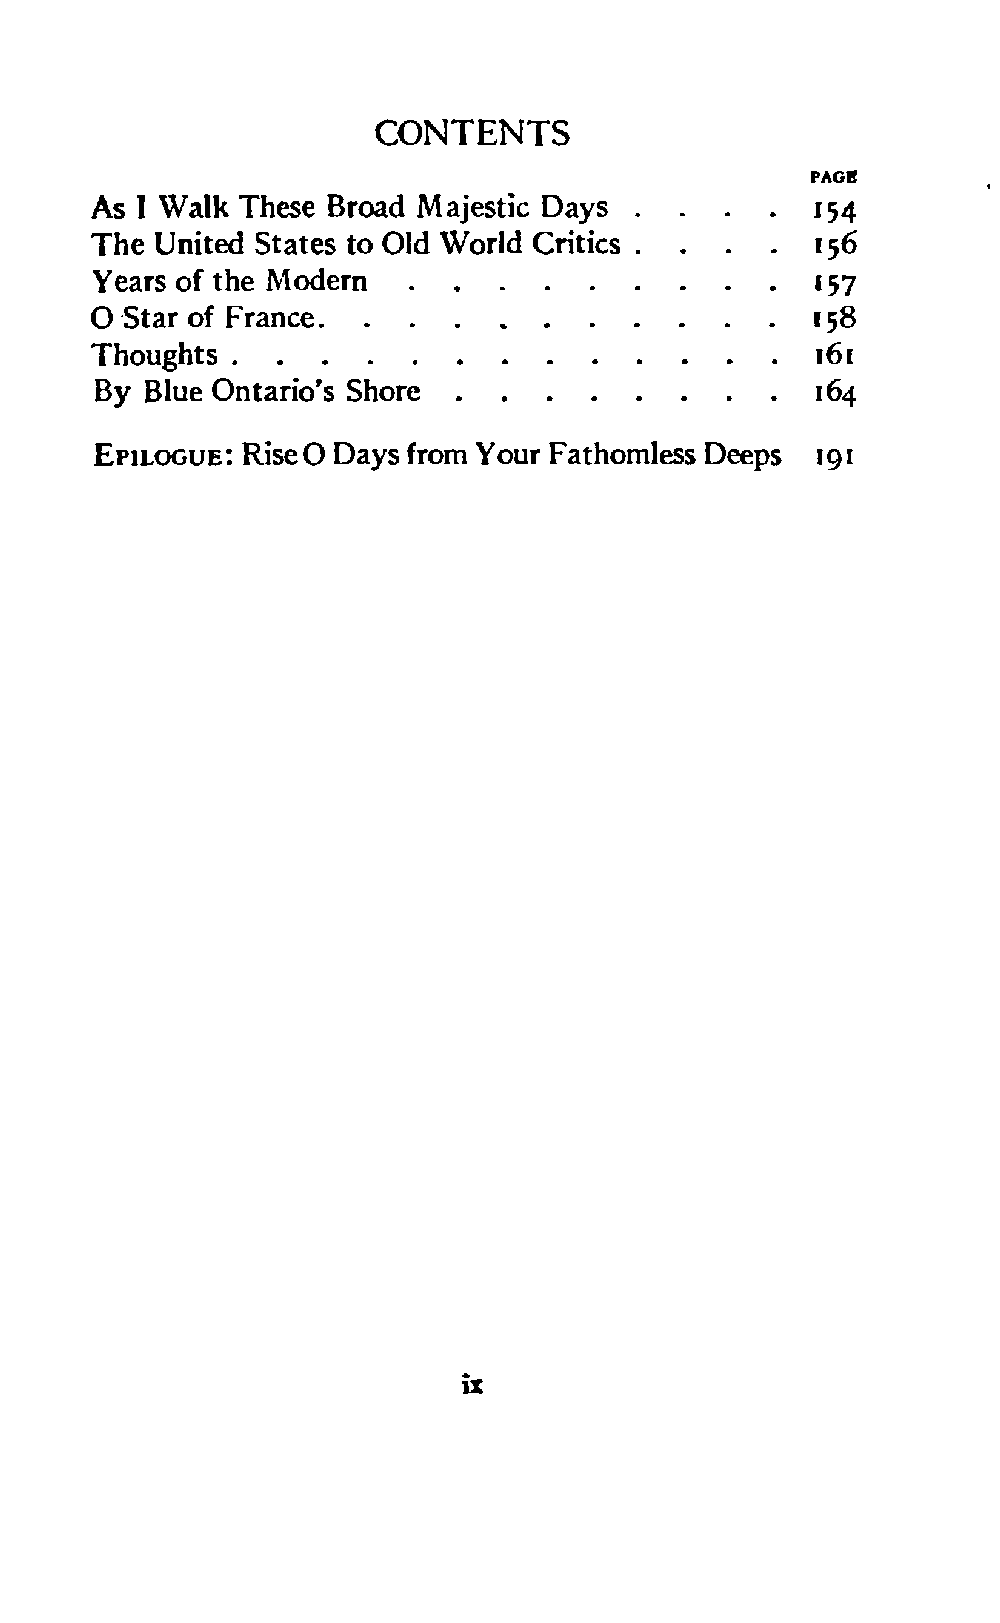 CONTENTS
PAGE
As I Walk These Broad Majestic Days . . . . 154
The United States to Old World Critics . . . . 156
Years of the Modern . . . . . . . . . 157
O Star of France. . . . . . . . . . . 158
Thoughts . . . . . . . . . . . . . 161
By Blue Ontario's Shore . . . . . . . . 164
EPILOGUE: Rise O Days from Your Fathomless Deeps 191
ix